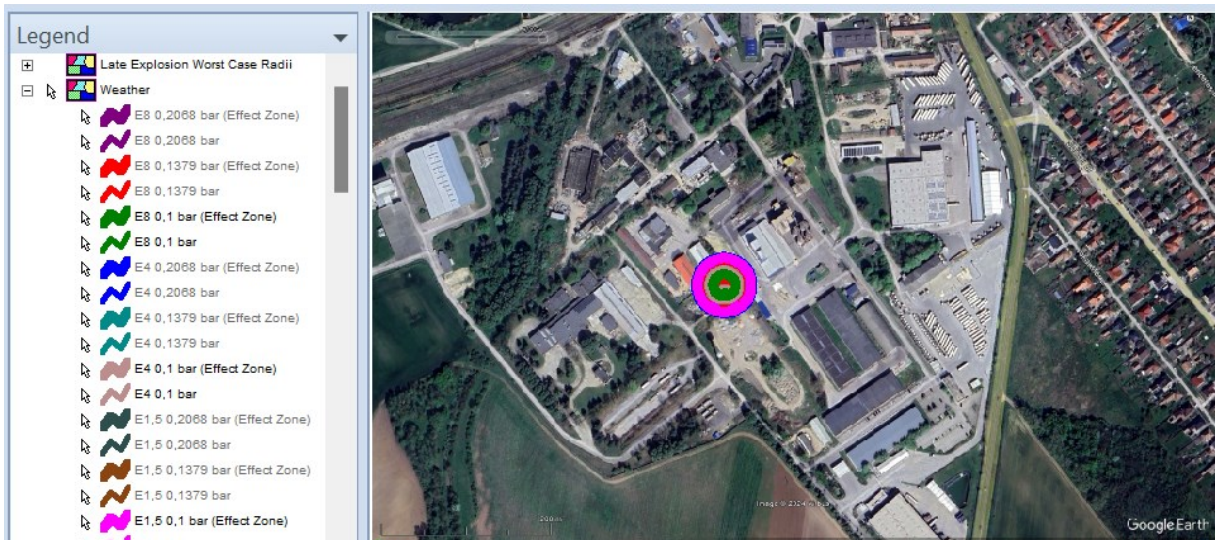 Legend
Late Explosion Worst Case Radii
Weather
E8 0,2068 bar (Effect Zone)
E8 0,2068 bar
E8 0,1379 bar (Effect Zone)
E8 0,1379 bar
E8 0,1 bar (Effect Zone)
E8 0,1 bar
E4 0,2068 bar (Effect Zone)
E4 0,2068 bar
E4 0,1379 bar (Effect Zone)
E4 0,1379 bar
E4 0,1 bar (Effect Zone)
E4 0,1 bar
E1,5 0,2068 bar (Effect Zone)
E1,5 0,2068 bar
E1,5 0,1379 bar (Effect Zone)
E1,5 0,1379 bar
E1,5 0,1 bar (Effect Zone)
Image © 2024
200 m
Google Earth